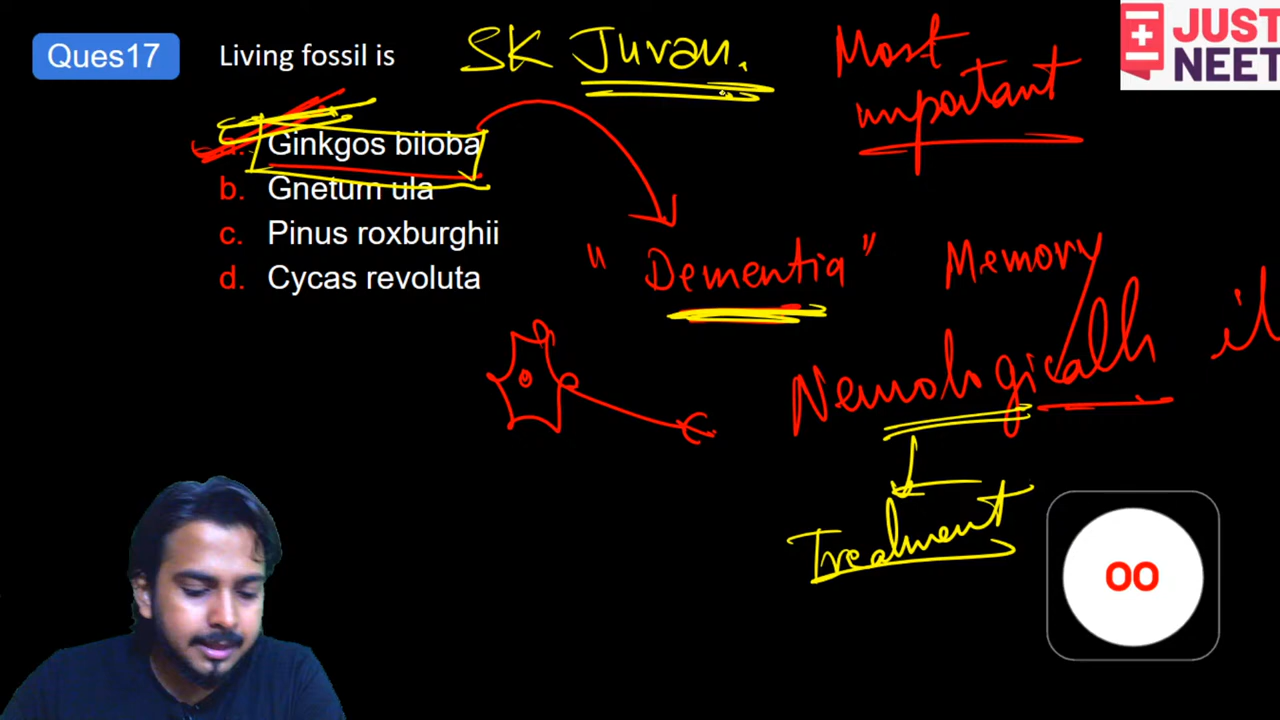 Ques17
Living fossil is
SK Juvan.
Most
important
JUST
NEET
a. Ginkgos biloba
b. Gnetum ula
c. Pinus roxburghii
d. Cycas revoluta
"Dementia" Memory
Treatment
00